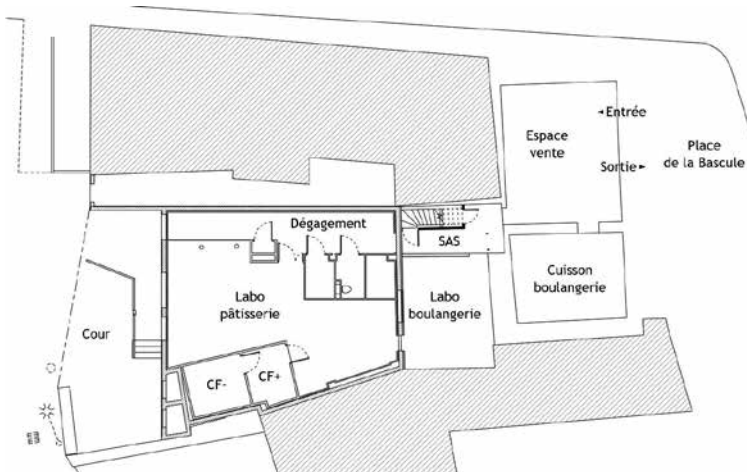 ◄Entrée
Espace
vente
Place
de la Bascule
Sortie►
Dégagement
SAS
Cuisson
boulangerie
Labo
pâtisserie
Labo
boulangerie
Cour
CF-
CF+